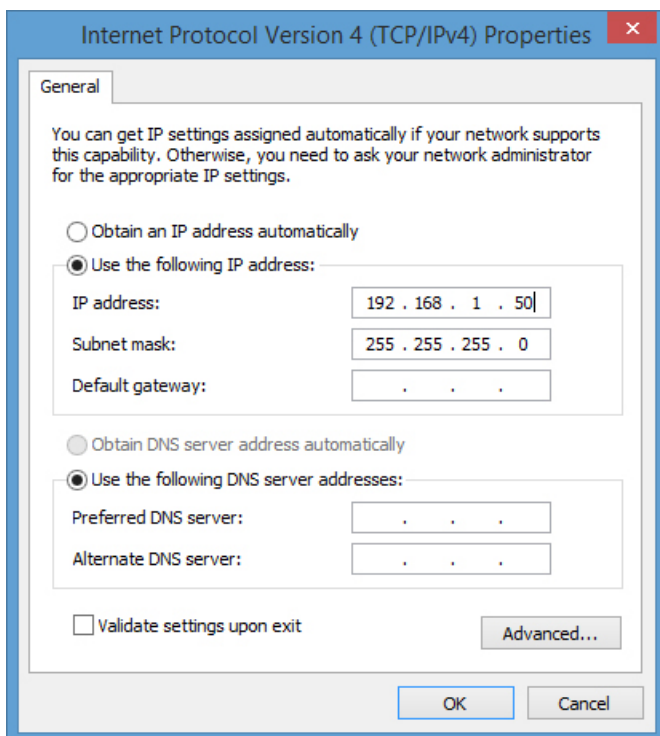 Internet Protocol Version 4 (TCP/IPv4) Properties
General
You can get IP settings assigned automatically if your network supports
this capability. Otherwise, you need to ask your network administrator
for the appropriate IP settings.
Obtain an IP address automatically
Use the following IP address:
IP address: 192 . 168 . 1 . 50
Subnet mask: 255 . 255 . 255 . 0
Default gateway: . . .
Obtain DNS server address automatically
Use the following DNS server addresses:
Preferred DNS server: . . .
Alternate DNS server: . . .
Validate settings upon exit
Advanced...
OK Cancel